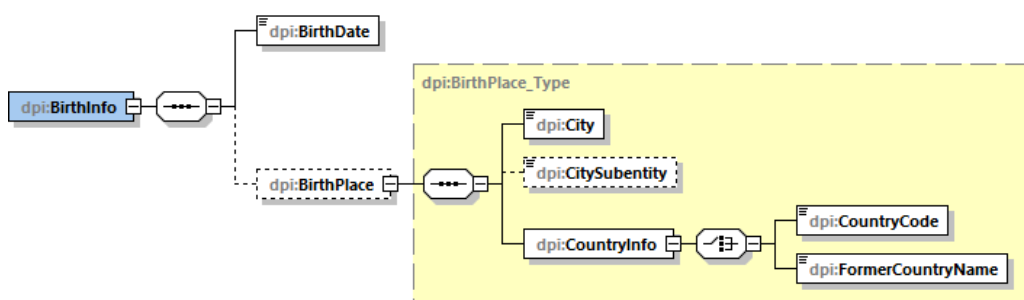 dpi:BirthDate
dpi:BirthInfo
dpi:BirthPlace
dpi:BirthPlace_Type
dpi:City
dpi:CitySubentity
dpi:CountryInfo
dpi:CountryCode
dpi:FormerCountryName